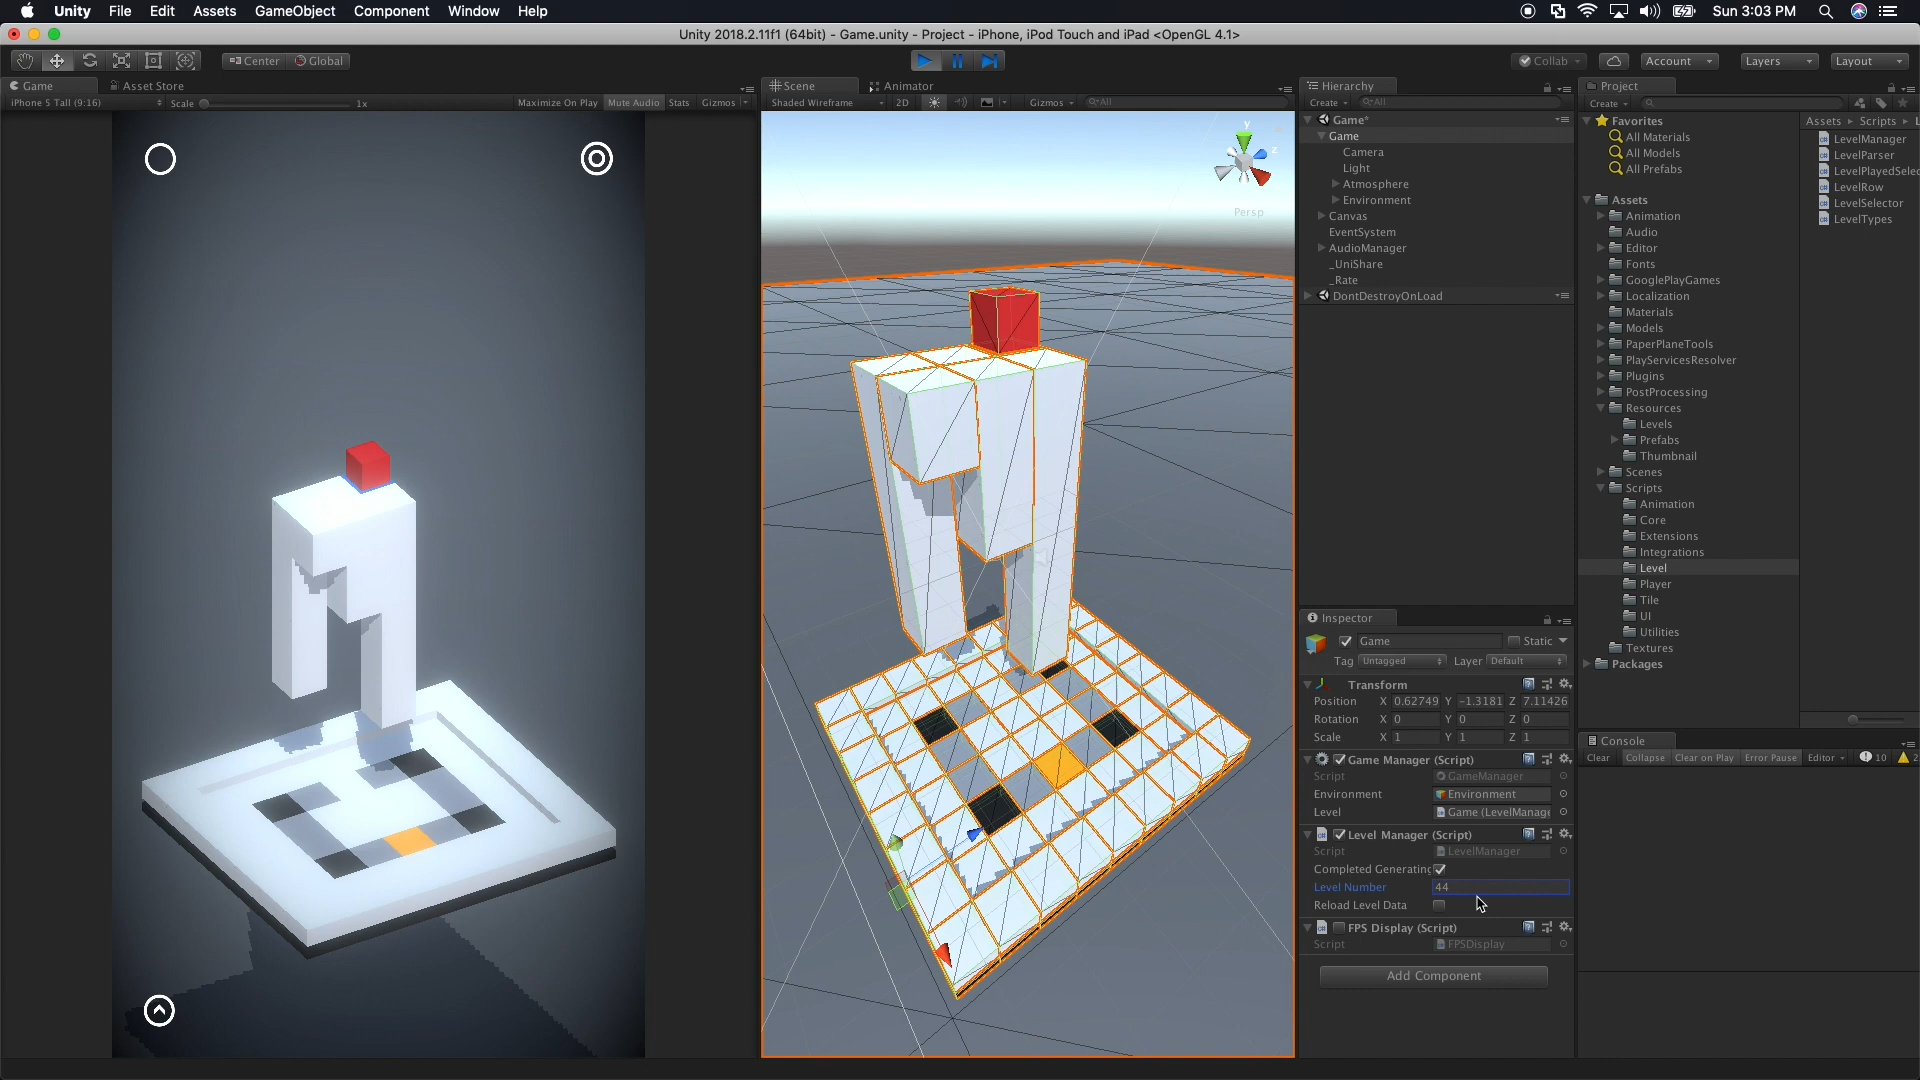 Unity File Edit Assets GameObject Component Window Help
Sun 3:03 PM
Unity 2018.2.11f1 (64bit) - Game.unity - Project - iPhone, iPod Touch and iPad <OpenGL 4.1>
Center Global
Collab Account Layers Layout
Game Asset Store
iPhone 5 Tall (9:16) Scale 1x Maximize On Play Mute Audio Stats Gizmos
Scene Animator
Shaded Wireframe 2D Gizmos All
y
z
Persp
Hierarchy
Create All
Game*
Game
Camera
Light
Atmosphere
Environment
Canvas
EventSystem
AudioManager
_UniShare
_Rate
DontDestroyOnLoad
Inspector
Game Static
Tag Untagged Layer Default
Transform
Position X 0.62749 Y -1.3181 Z 7.11426
Rotation X 0 Y 0 Z 0
Scale X 1 Y 1 Z 1
Game Manager (Script)
Script GameManager
Environment Environment
Level Game (LevelManage
Level Manager (Script)
Script LevelManager
Completed Generating
Level Number 44
Reload Level Data
FPS Display (Script)
Script FPSDisplay
Add Component
Project
Create
Favorites
All Materials
All Models
All Prefabs
Assets
Animation
Audio
Editor
Fonts
GooglePlayGames
Localization
Materials
Models
PaperPlaneTools
PlayServicesResolver
Plugins
PostProcessing
Resources
Levels
Prefabs
Thumbnail
Scenes
Scripts
Animation
Core
Extensions
Integrations
Level
Player
Tile
UI
Utilities
Textures
Packages
Assets Scripts L
LevelManager
LevelParser
LevelPlayedSelec
LevelRow
LevelSelector
LevelTypes
Console
Clear Collapse Clear on Play Error Pause Editor 10 2